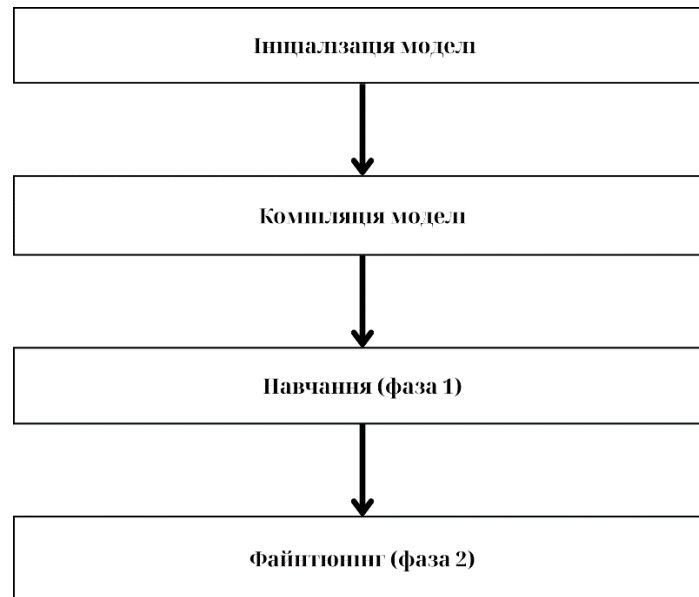 Ініціалізація моделі
Компіляція моделі
Навчання (фаза 1)
Файнтюнінг (фаза 2)